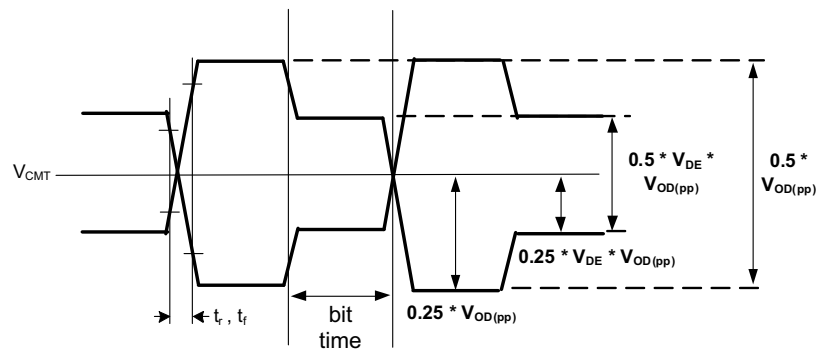 V_CMT
0.5 * V_DE *
V_OD(pp)
0.5 *
V_OD(pp)
0.25 * V_DE * V_OD(pp)
t_r , t_f
bit
time
0.25 * V_OD(pp)